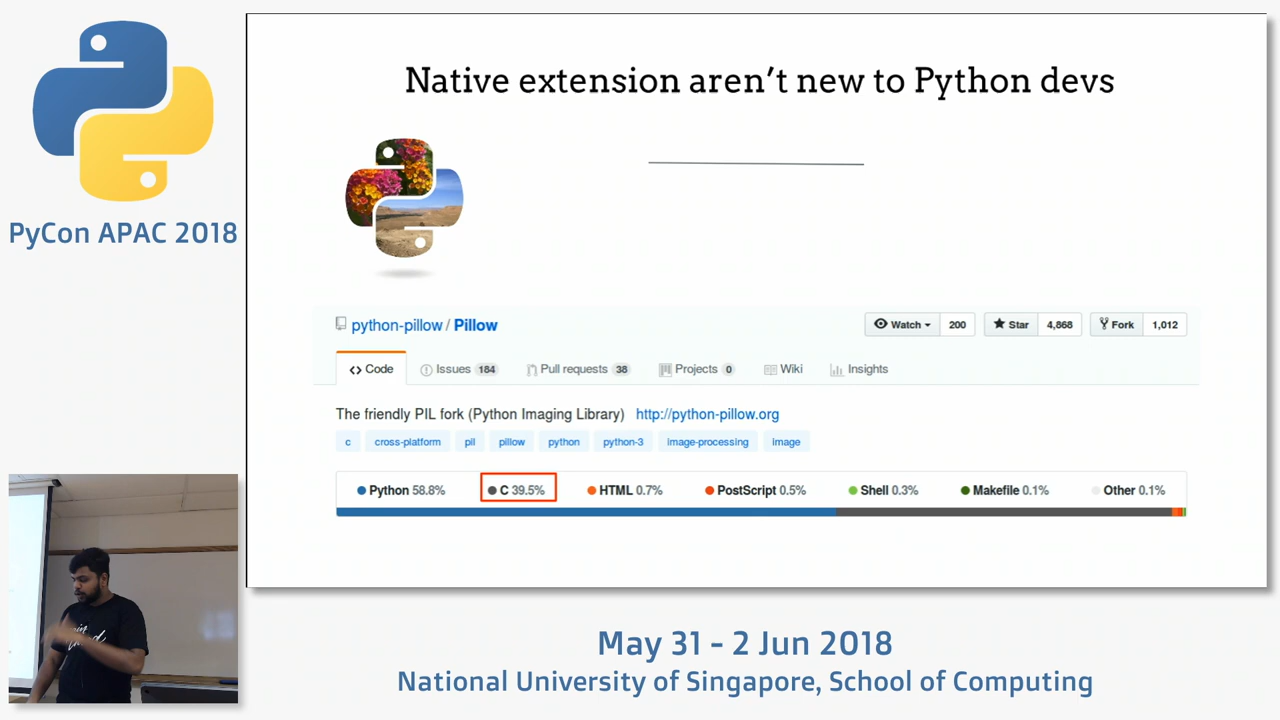 PyCon APAC 2018
Native extension aren't new to Python devs
python-pillow / Pillow
Watch 200 Star 4,868 Fork 1,012
Code Issues 184 Pull requests 38 Projects 0 Wiki Insights
The friendly PIL fork (Python Imaging Library) http://python-pillow.org
c cross-platform pil pillow python python-3 image-processing image
Python 58.8% C 39.5% HTML 0.7% PostScript 0.5% Shell 0.3% Makefile 0.1% Other 0.1%
May 31 - 2 Jun 2018
National University of Singapore, School of Computing